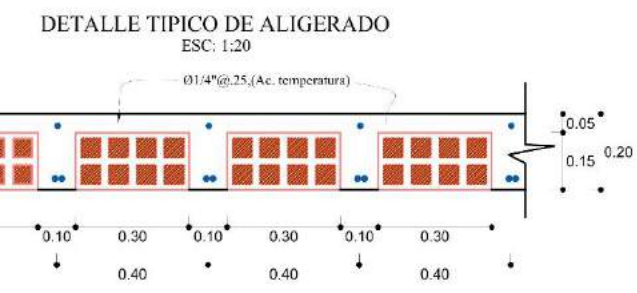 DETALLE TIPICO DE ALIGERADO
ESC: 1:20
Ø1/4"@.25,(Ac. temperatura)
0.05
0.15
0.20
0.10 0.30 0.10 0.30 0.10 0.30
0.40 0.40 0.40